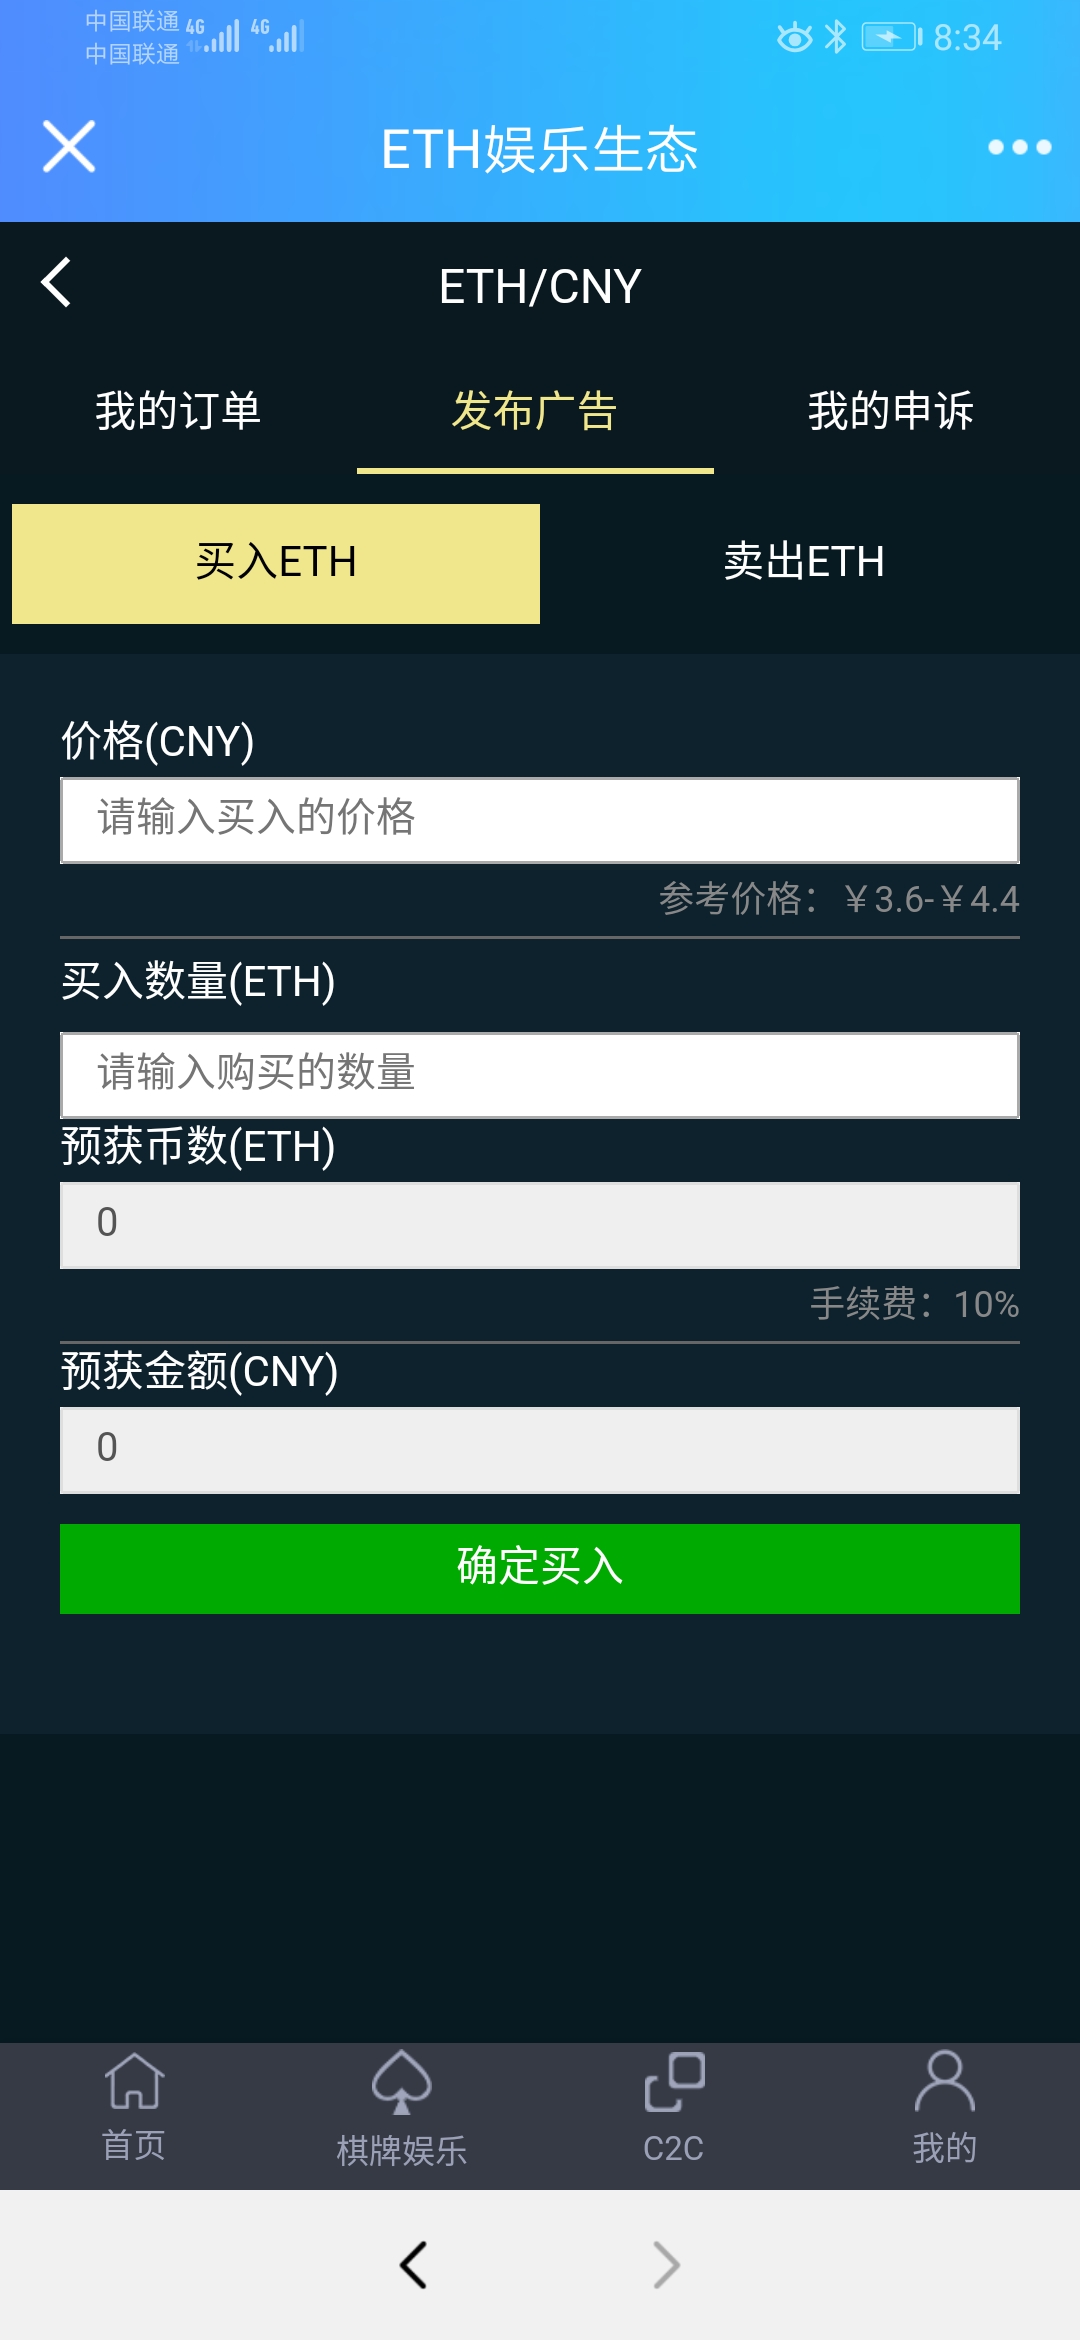 中国联通 4G 4G
中国联通
8:34
ETH娱乐生态
ETH/CNY
我的订单 发布广告 我的申诉
买入ETH 卖出ETH
价格(CNY)
请输入买入的价格
参考价格：￥3.6-￥4.4
买入数量(ETH)
请输入购买的数量
预获币数(ETH)
0
手续费：10%
预获金额(CNY)
0
确定买入
首页 棋牌娱乐 C2C 我的